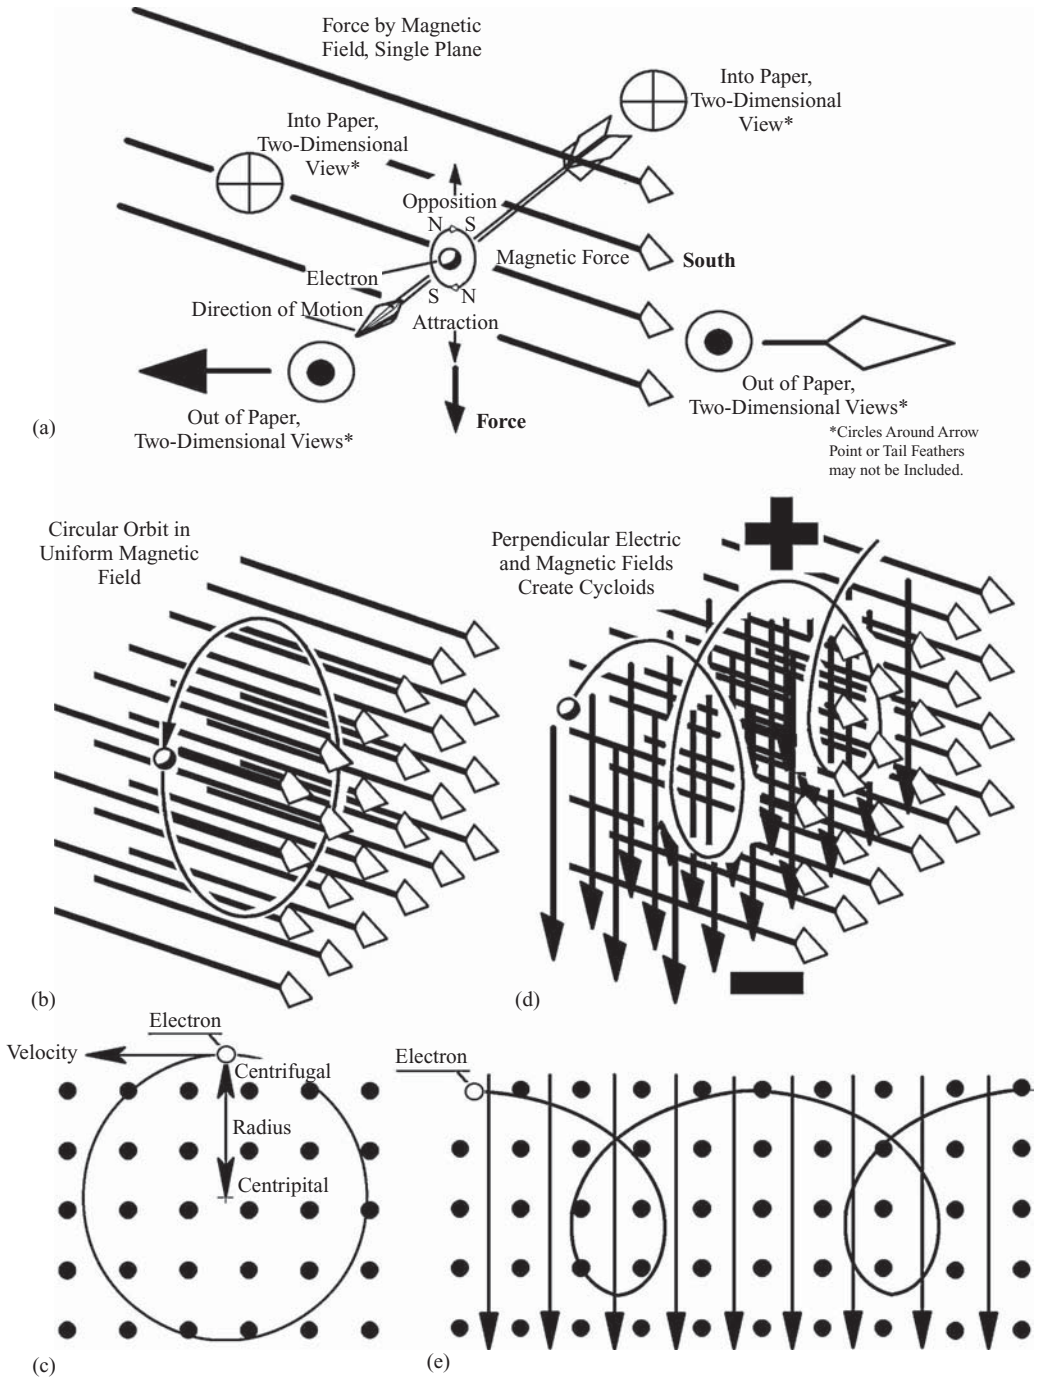 Force by Magnetic
Field, Single Plane
Into Paper,
Two-Dimensional
View*
Into Paper,
Two-Dimensional
View*
Opposition
N S
Magnetic Force
South
Electron
S N
Direction of Motion
Attraction
Out of Paper,
Two-Dimensional Views*
Out of Paper,
Two-Dimensional Views*
Force
*Circles Around Arrow
Point or Tail Feathers
may not be Included.
(a)
Circular Orbit in
Uniform Magnetic
Field
(b)
Perpendicular Electric
and Magnetic Fields
Create Cycloids
(d)
Electron
Velocity
Centrifugal
Radius
Centripital
(c)
Electron
(e)